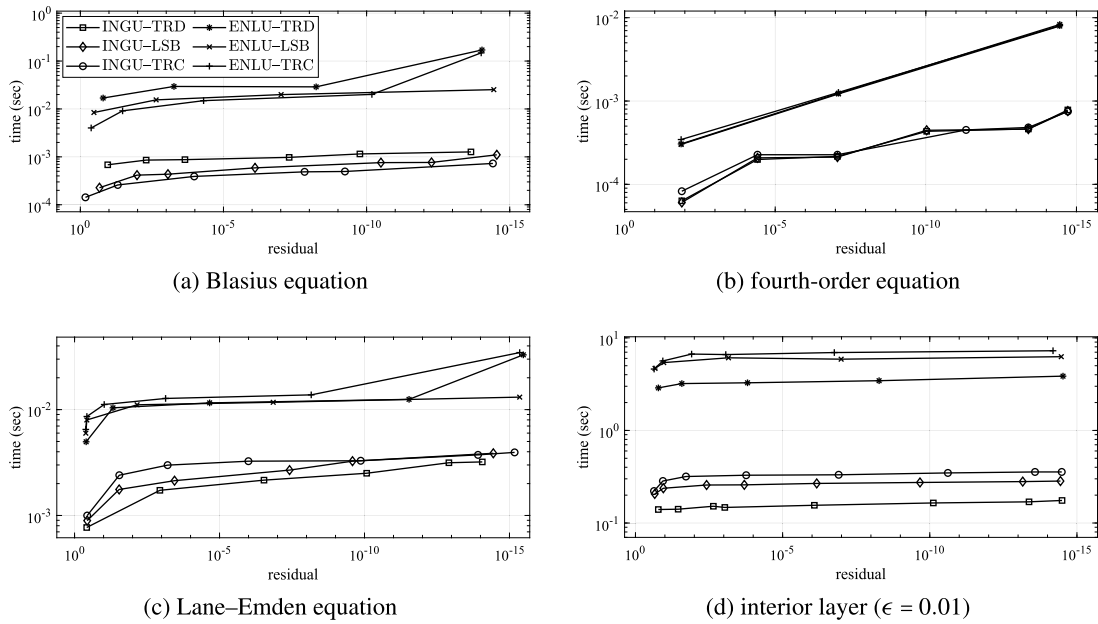 10^0
10^-1
10^-2
10^-3
10^-4
time (sec)
INGU–TRD
INGU–LSB
INGU–TRC
ENLU–TRD
ENLU–LSB
ENLU–TRC
10^0
10^-5
10^-10
10^-15
residual
(a) Blasius equation
10^-2
10^-3
10^-4
time (sec)
10^0
10^-5
10^-10
10^-15
residual
(b) fourth-order equation
10^-2
10^-3
time (sec)
10^0
10^-5
10^-10
10^-15
residual
(c) Lane–Emden equation
10^1
10^0
10^-1
time (sec)
10^0
10^-5
10^-10
10^-15
residual
(d) interior layer (ϵ = 0.01)